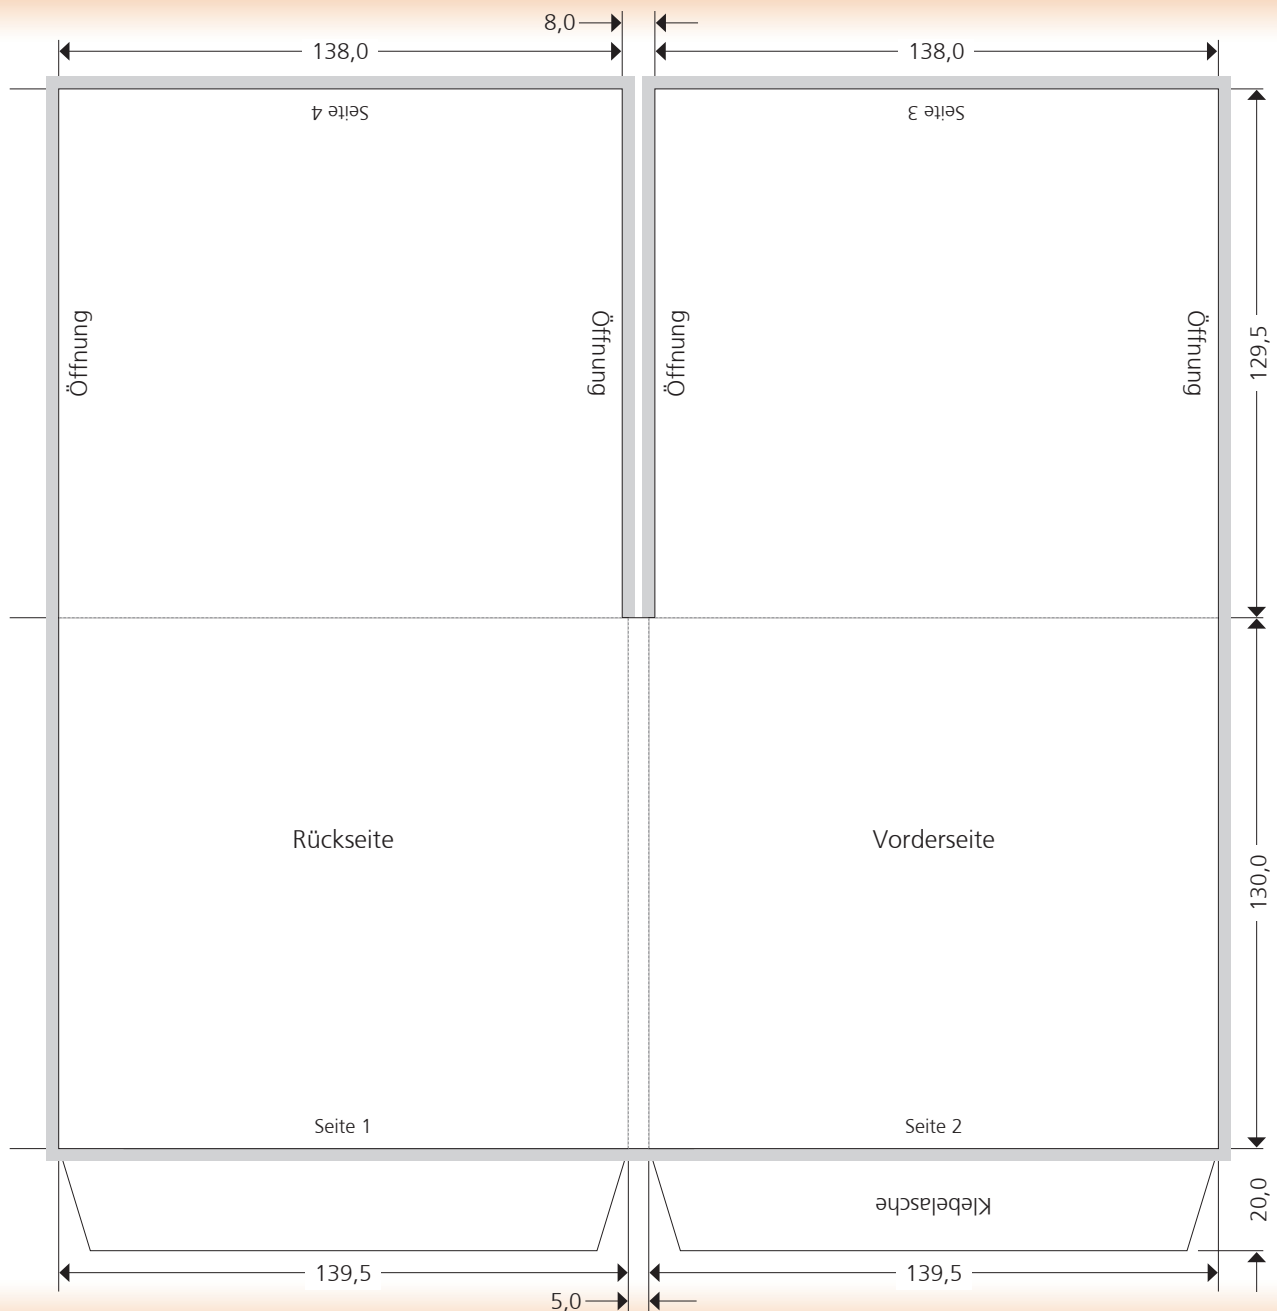 8,0
138,0
138,0
Seite 4
Seite 3
Öffnung
Öffnung
Öffnung
Öffnung
129,5
Rückseite
Vorderseite
130,0
Seite 1
Seite 2
Klebelasche
20,0
139,5
139,5
5,0